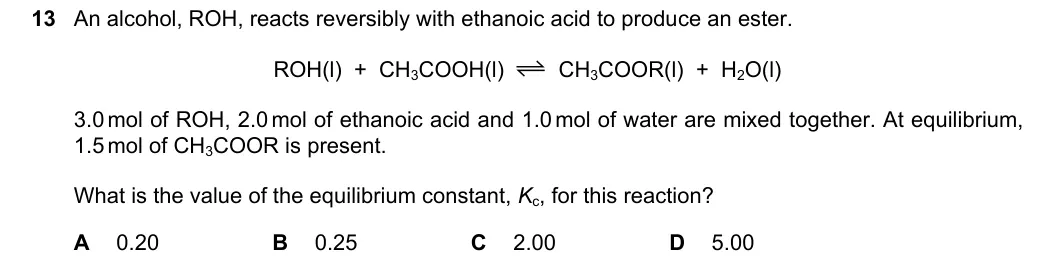 13 An alcohol, ROH, reacts reversibly with ethanoic acid to produce an ester.
ROH(l) + CH₃COOH(l) ⇌ CH₃COOR(l) + H₂O(l)
3.0 mol of ROH, 2.0 mol of ethanoic acid and 1.0 mol of water are mixed together. At equilibrium,
1.5 mol of CH₃COOR is present.
What is the value of the equilibrium constant, Kc, for this reaction?
A 0.20 B 0.25 C 2.00 D 5.00